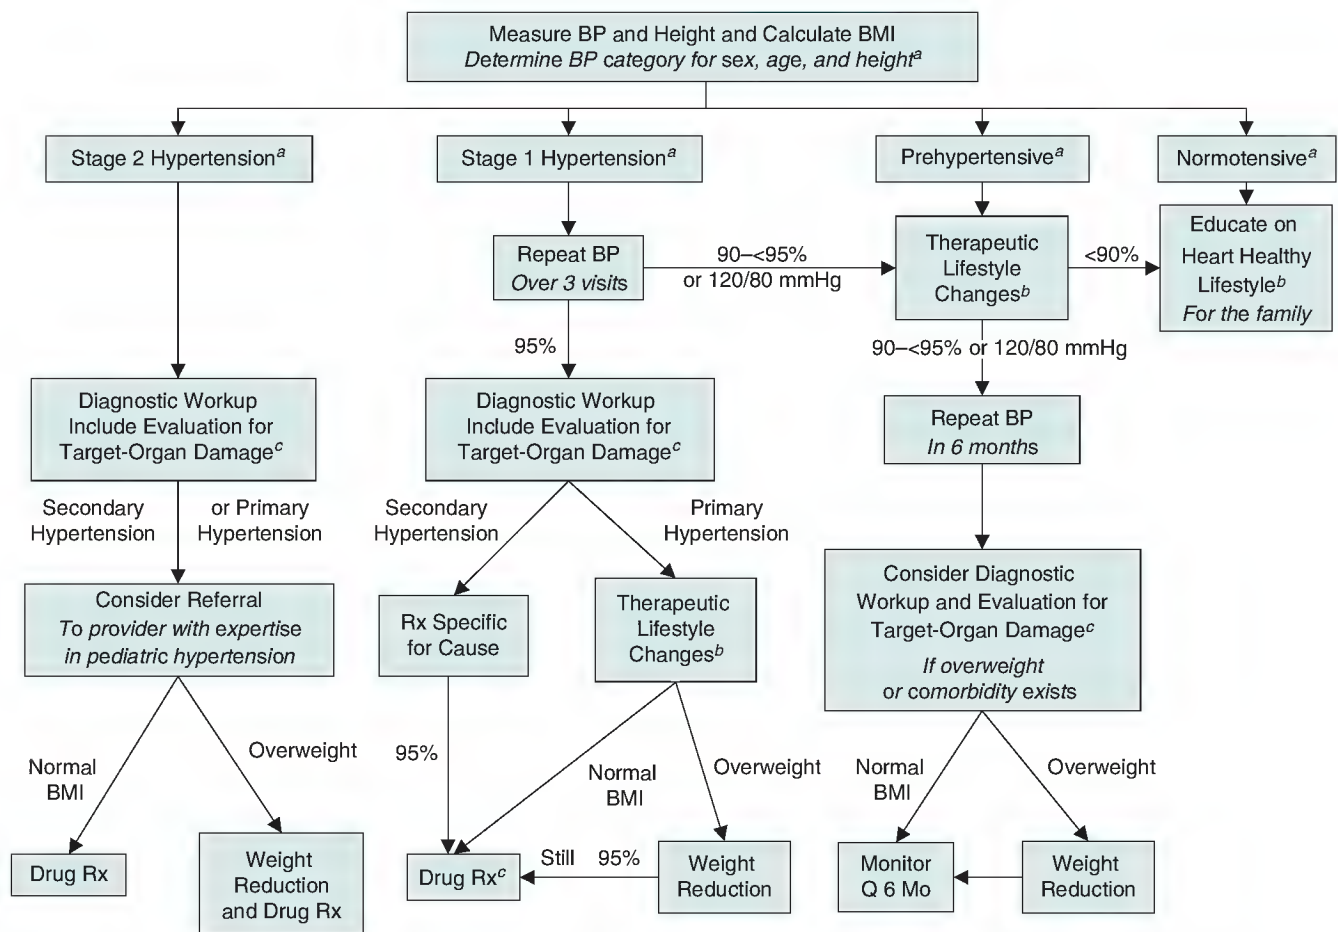 Measure BP and Height and Calculate BMI
Determine BP category for sex, age, and heightᵃ
Stage 2 Hypertensionᵃ
Stage 1 Hypertensionᵃ
Prehypertensiveᵃ
Normotensiveᵃ
Repeat BP
Over 3 visits
90–<95%
or 120/80 mmHg
Therapeutic
Lifestyle
Changesᵇ
<90%
Educate on
Heart Healthy
Lifestyleᵇ
For the family
95%
90–<95% or 120/80 mmHg
Diagnostic Workup
Include Evaluation for
Target-Organ Damageᶜ
Diagnostic Workup
Include Evaluation for
Target-Organ Damageᶜ
Repeat BP
In 6 months
Secondary
Hypertension
or Primary
Hypertension
Secondary
Hypertension
Primary
Hypertension
Consider Referral
To provider with expertise
in pediatric hypertension
Rx Specific
for Cause
Therapeutic
Lifestyle
Changesᵇ
Consider Diagnostic
Workup and Evaluation for
Target-Organ Damageᶜ
If overweight
or comorbidity exists
Normal
BMI
Overweight
95%
Normal
BMI
Overweight
Normal
BMI
Overweight
Drug Rx
Weight
Reduction
and Drug Rx
Drug Rxᶜ
Still 95%
Weight
Reduction
Monitor
Q 6 Mo
Weight
Reduction